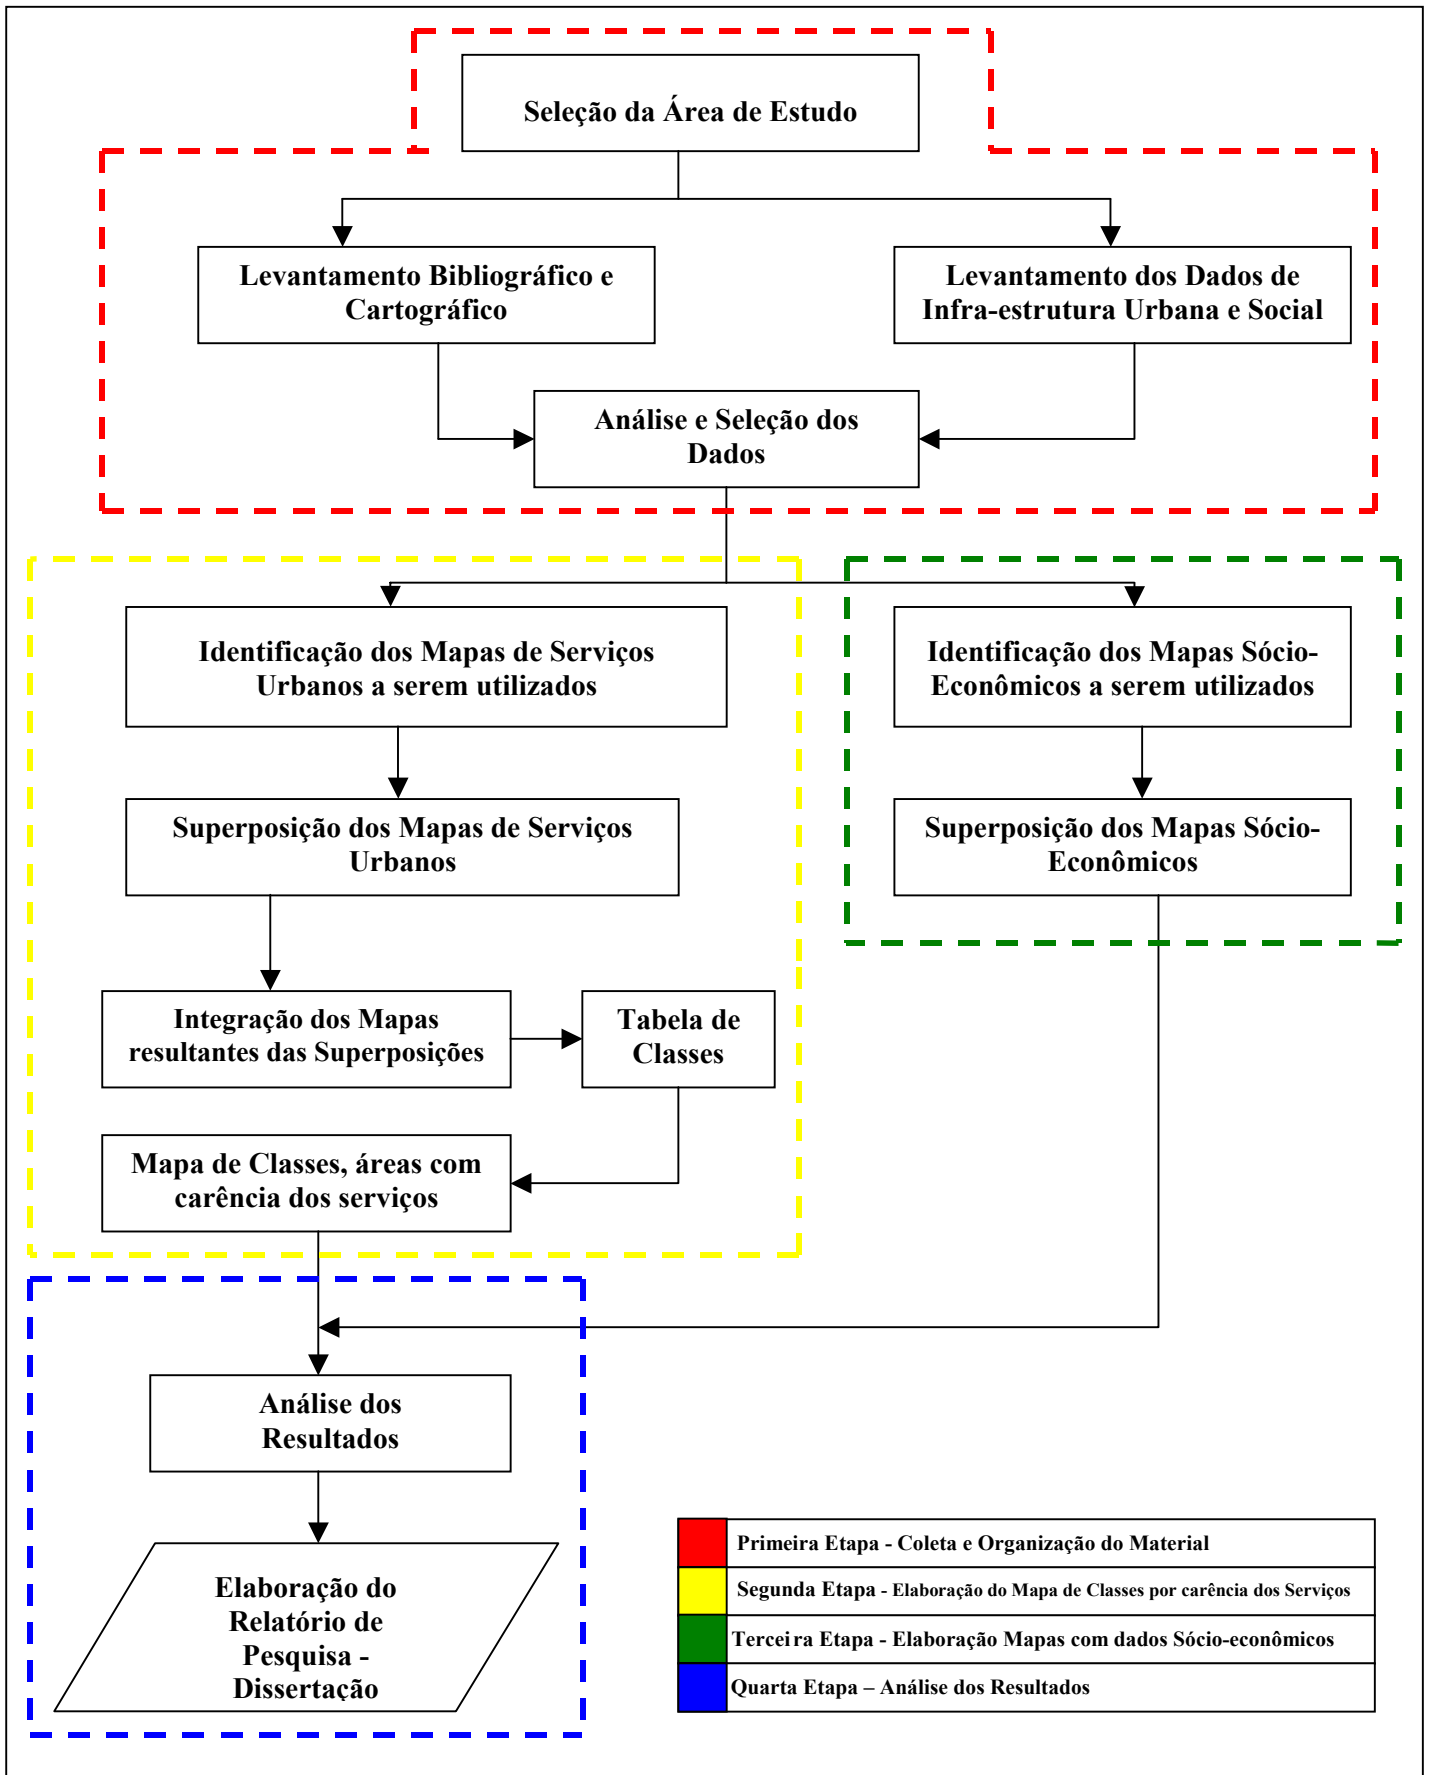 Seleção da Área de Estudo
Levantamento Bibliográfico e
Cartográfico
Levantamento dos Dados de
Infra-estrutura Urbana e Social
Análise e Seleção dos
Dados
Identificação dos Mapas de Serviços
Urbanos a serem utilizados
Identificação dos Mapas Sócio-
Econômicos a serem utilizados
Superposição dos Mapas de Serviços
Urbanos
Superposição dos Mapas Sócio-
Econômicos
Integração dos Mapas
resultantes das Superposições
Tabela de
Classes
Mapa de Classes, áreas com
carência dos serviços
Análise dos
Resultados
Elaboração do
Relatório de
Pesquisa -
Dissertação
Primeira Etapa - Coleta e Organização do Material
Segunda Etapa - Elaboração do Mapa de Classes por carência dos Serviços
Terceira Etapa - Elaboração Mapas com dados Sócio-econômicos
Quarta Etapa – Análise dos Resultados